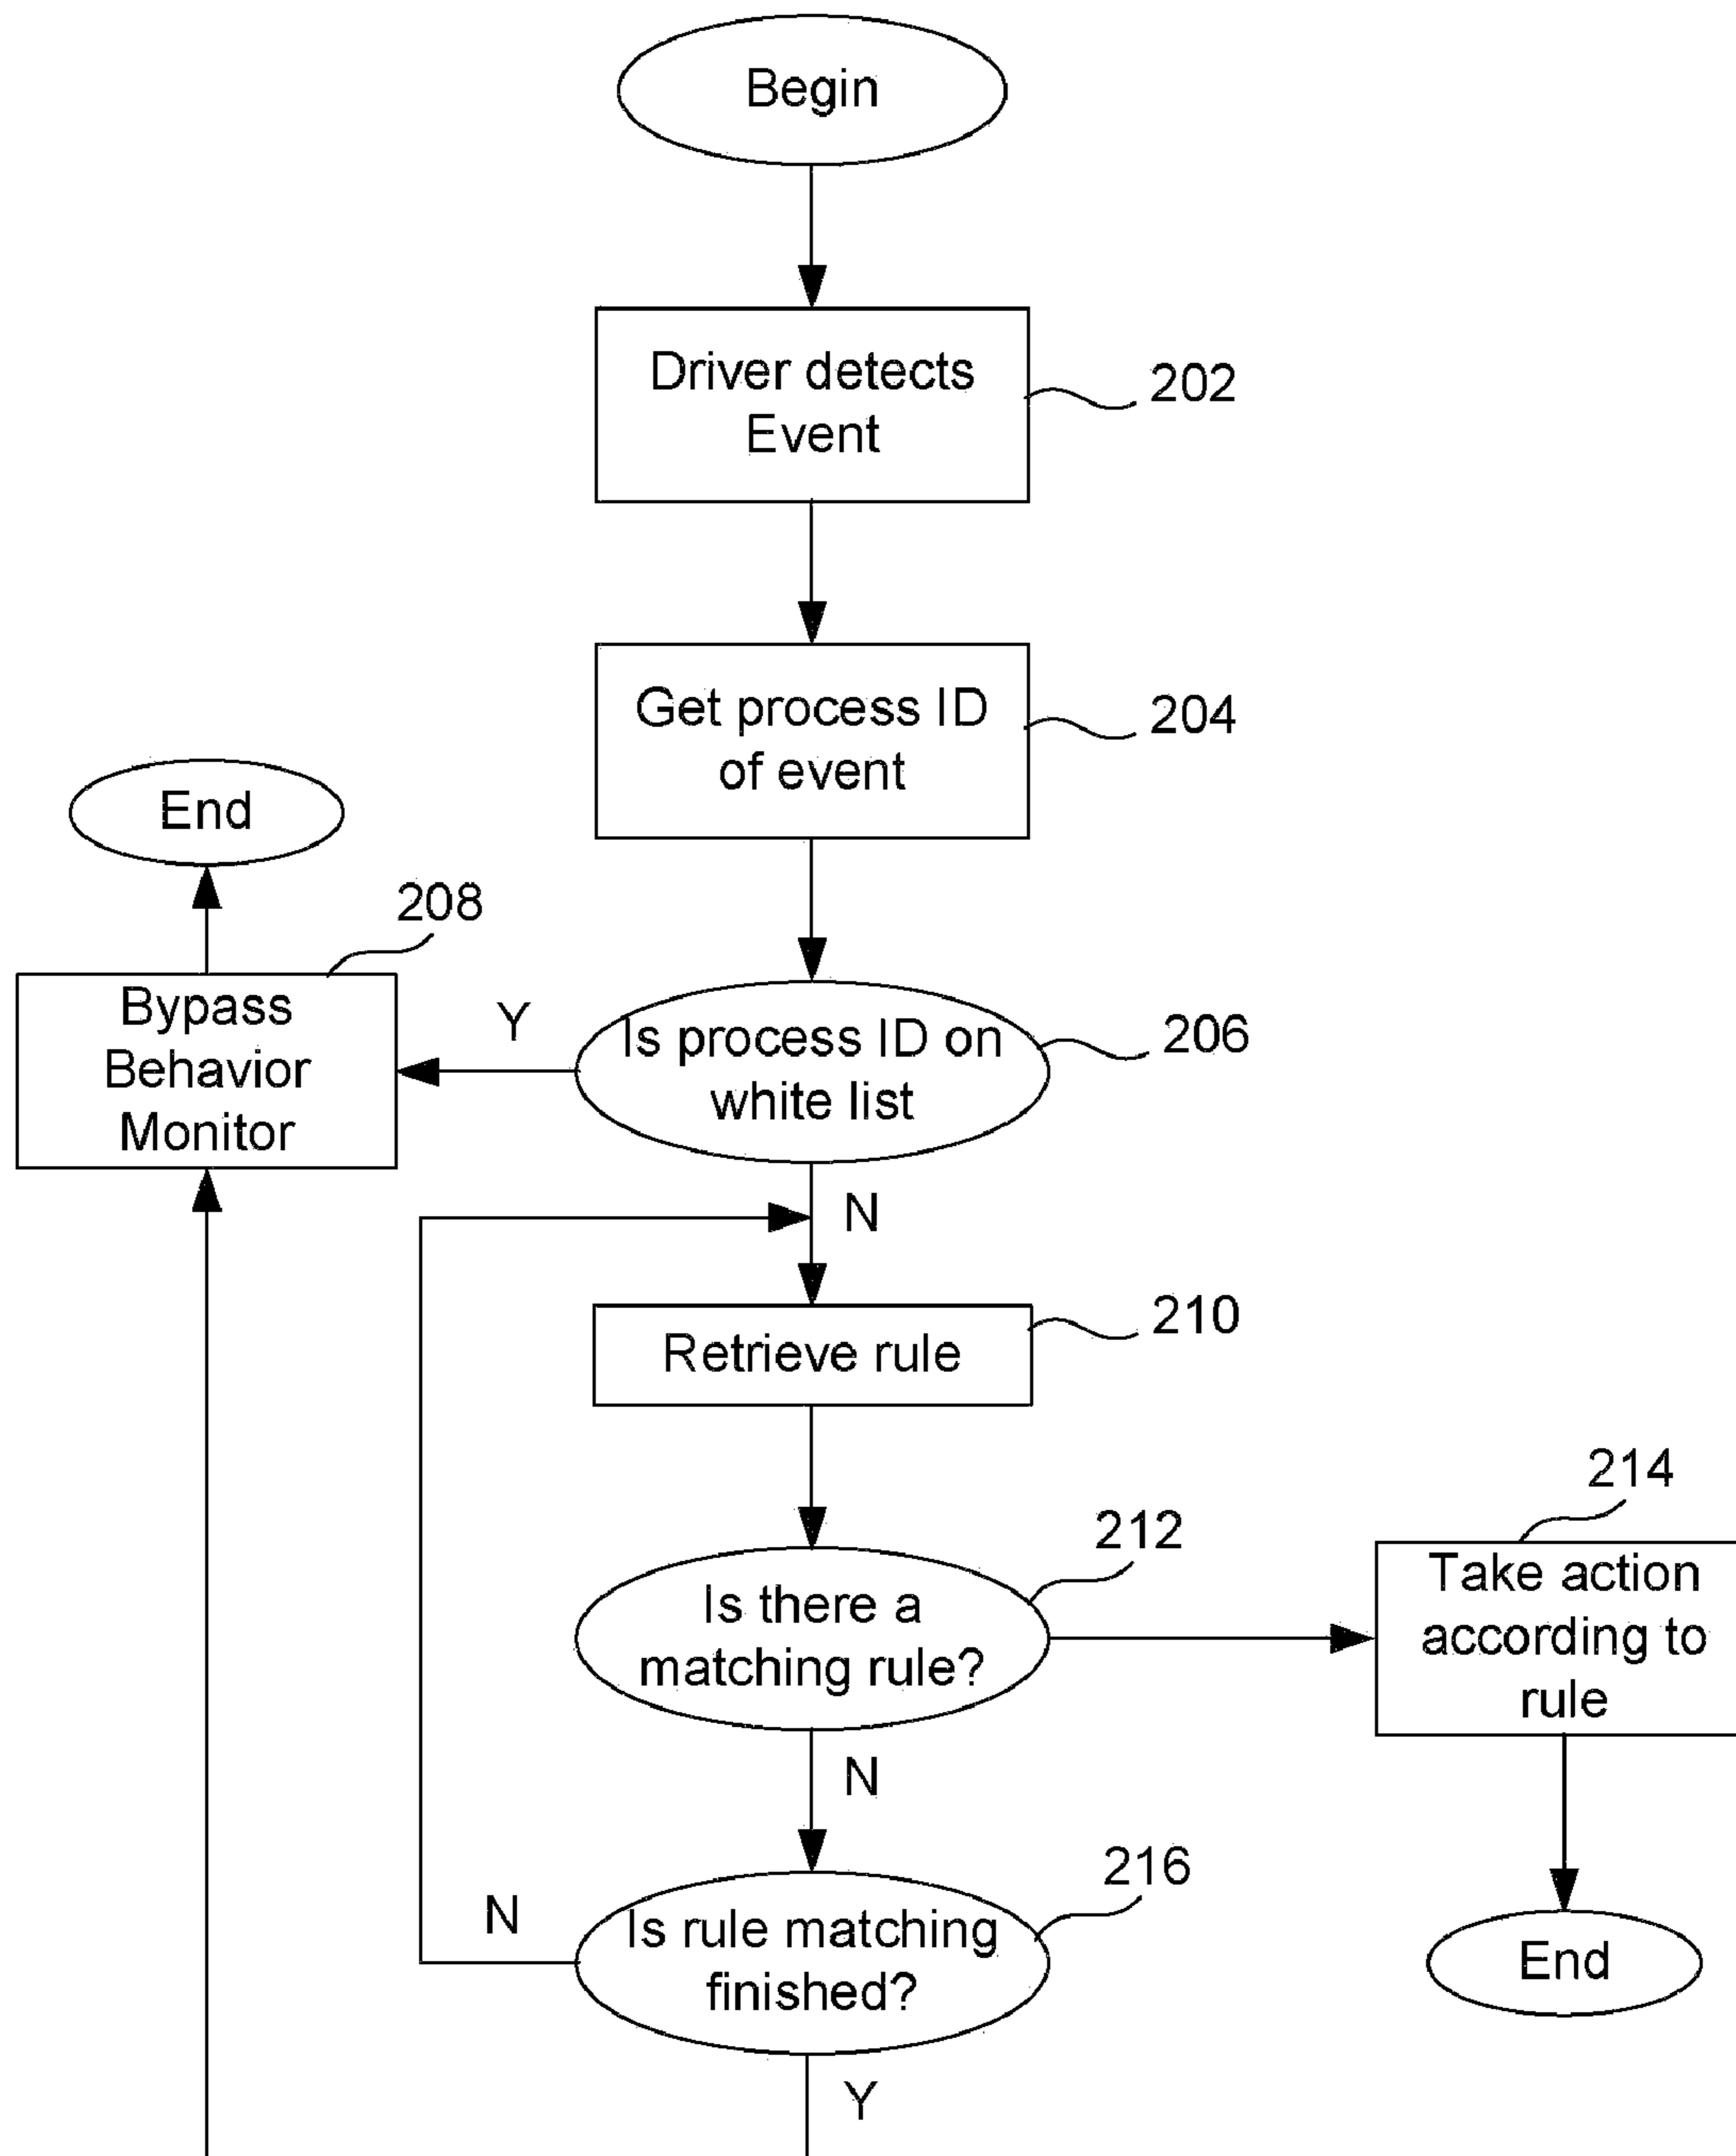 Begin
Driver detects
Event
202
Get process ID
of event
204
End
208
Bypass
Behavior
Monitor
Y
Is process ID on
white list
206
N
Retrieve rule
210
212
Is there a
matching rule?
214
Take action
according to
rule
N
216
N
Is rule matching
finished?
End
Y